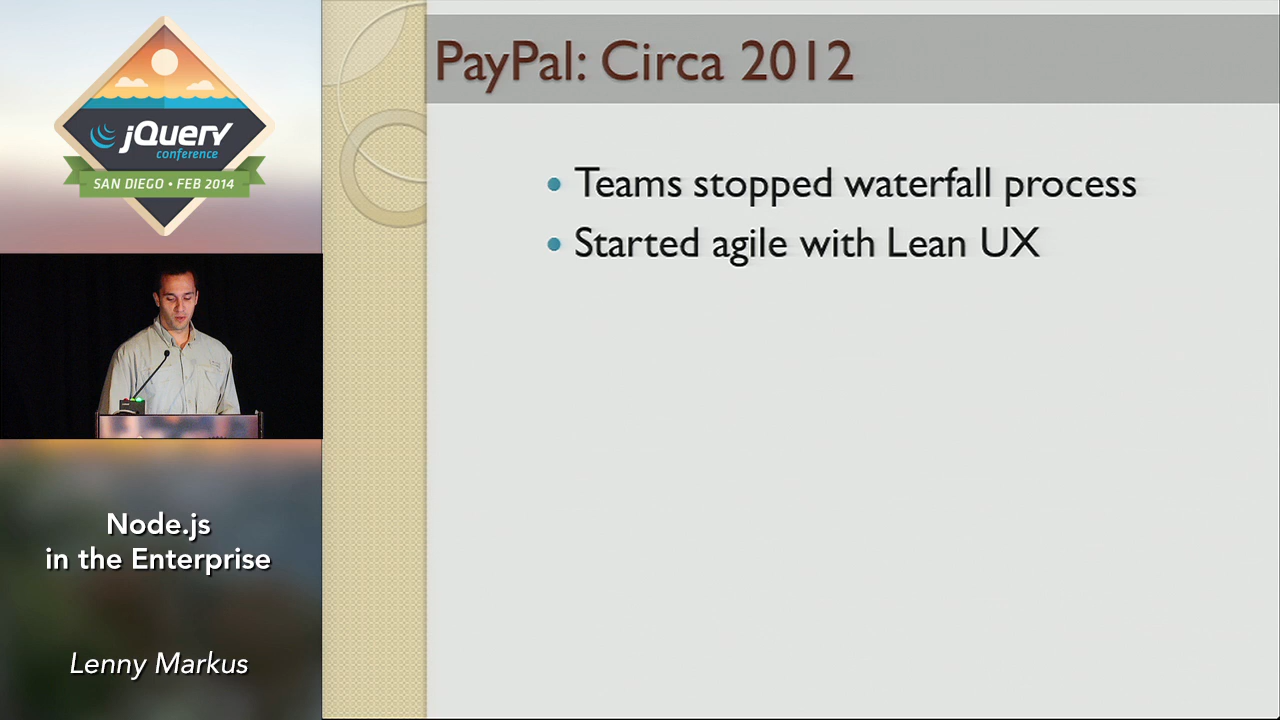 jQuery
conference
SAN DIEGO • FEB 2014
Node.js
in the Enterprise
Lenny Markus
PayPal: Circa 2012
• Teams stopped waterfall process
• Started agile with Lean UX